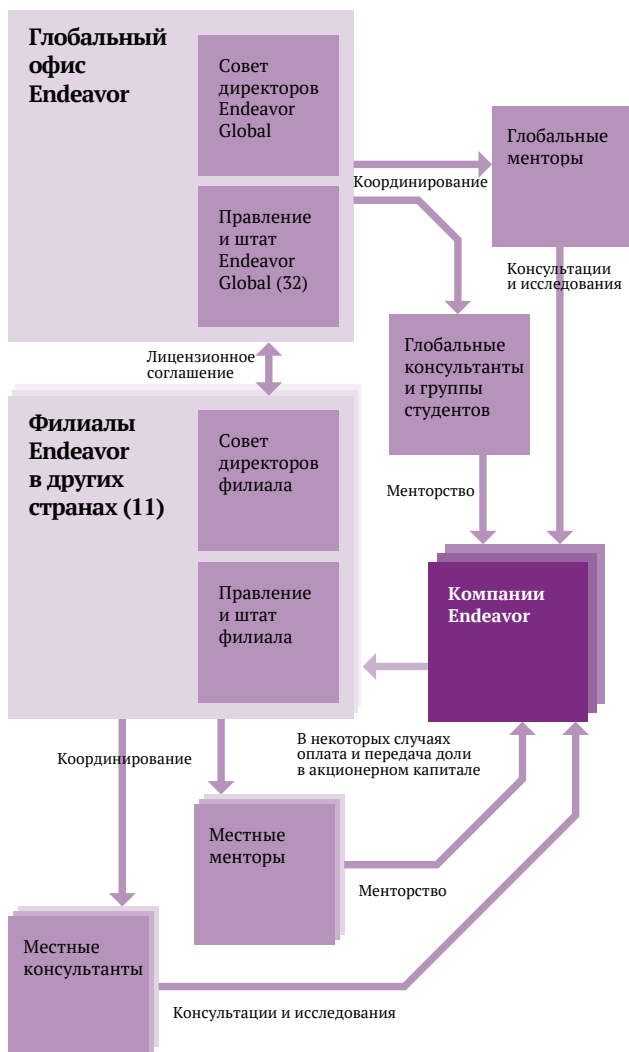 Глобальный
офис
Endeavor
Совет
директоров
Endeavor
Global
Правление
и штат
Endeavor
Global (32)
Координирование
Глобальные
менторы
Консультации
и исследования
Глобальные
консультанты
и группы
студентов
Лицензионное
соглашение
Филиалы
Endeavor
в других
странах (11)
Совет
директоров
филиала
Правление
и штат
филиала
Менторство
Компании
Endeavor
В некоторых случаях
оплата и передача доли
в акционерном капитале
Координирование
Местные
менторы
Менторство
Местные
консультанты
Консультации и исследования